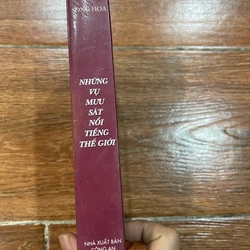 NHỮNG
VỤ
MƯU
SÁT
NỔI
TIẾNG
THẾ GIỚI
NHÀ XUẤT BẢN
CÔNG AN